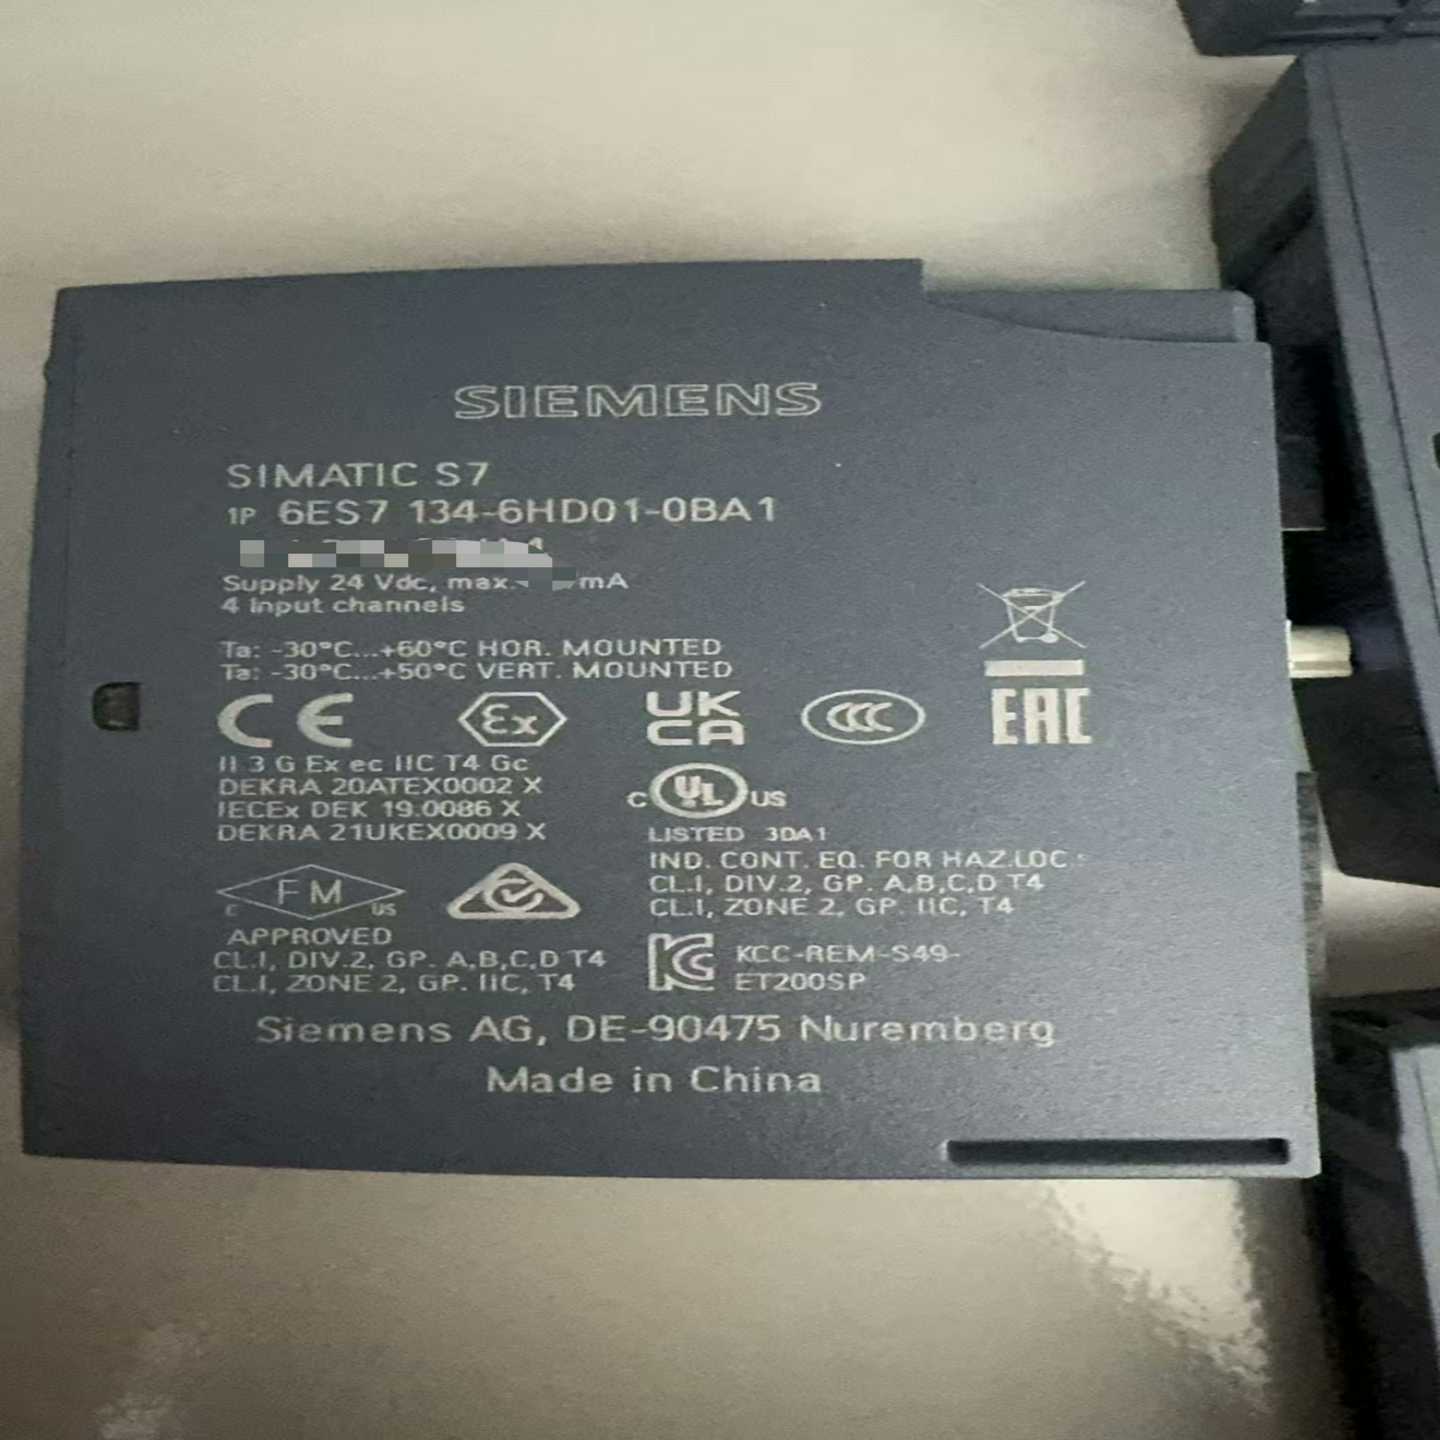 SIEMENS
SIMATIC S7
1P 6ES7 134-6HD01-0BA1
Supply 24 Vdc, max. mA
4 Input channels
Ta: -30°C...+60°C HOR. MOUNTED
Ta: -30°C...+50°C VERT. MOUNTED
CE Ex UK CA CCC EAC
II 3 G Ex ec IIC T4 Gc
DEKRA 20ATEX0002 X
IECEx DEK 19.0086 X
DEKRA 21UKEX0009 X
C UL US
LISTED 3DA1
IND. CONT. EQ. FOR HAZ.LOC.:
CL.I, DIV.2, GP. A,B,C,D T4
CL.I, ZONE 2, GP. IIC, T4
C FM US
APPROVED
CL.I, DIV.2, GP. A,B,C,D T4
CL.I, ZONE 2, GP. IIC, T4
KCC-REM-S49-
ET200SP
Siemens AG, DE-90475 Nuremberg
Made in China